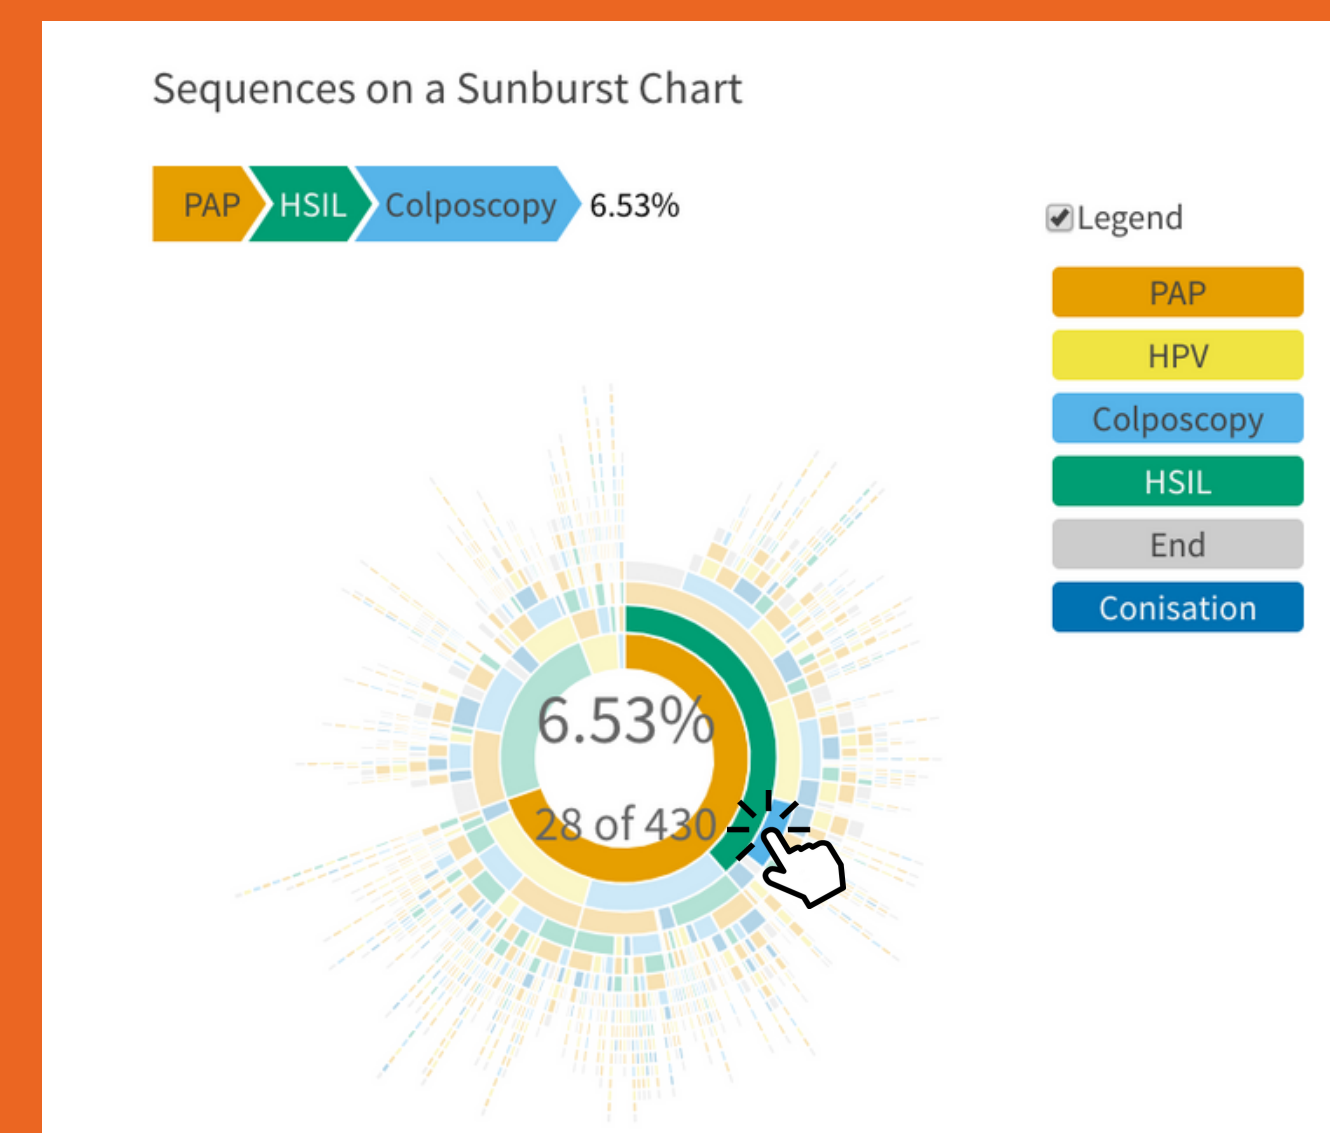 Sequences on a Sunburst Chart
PAP HSIL Colposcopy 6.53%
Legend
PAP
HPV
Colposcopy
HSIL
End
Conisation
6.53%
28 of 430